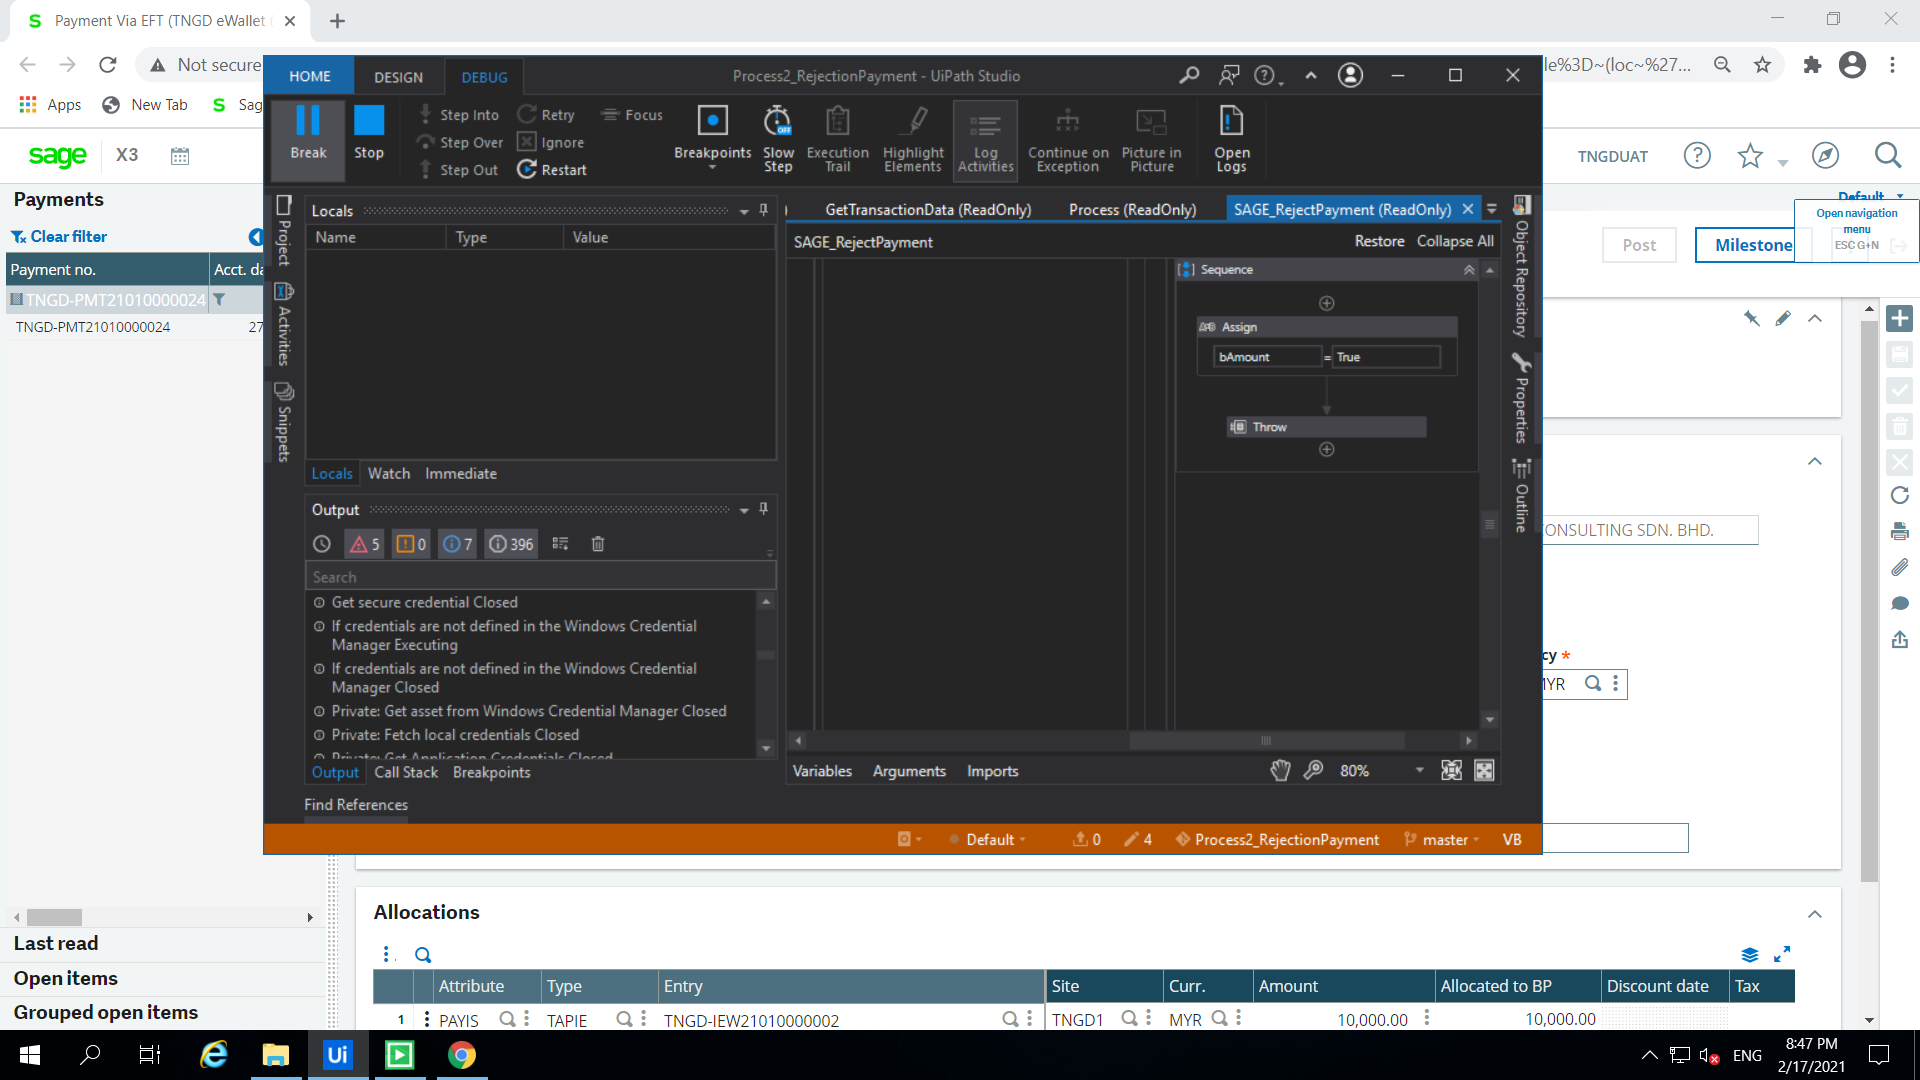 Payment Via EFT (TNGD eWallet
Not secure
le%3D~(loc~%27...
Apps
New Tab
Sag
sage
X3
TNGDUAT
Payments
Clear filter
Payment no.
Acct. da
TNGD-PMT21010000024
TNGD-PMT21010000024
27
Last read
Open items
Grouped open items
HOME
DESIGN
DEBUG
Process2_RejectionPayment - UiPath Studio
Break
Stop
Step Into
Step Over
Step Out
Retry
Ignore
Restart
Focus
Breakpoints
Slow
Step
OFF
Execution
Trail
Highlight
Elements
Log
Activities
Continue on
Exception
Picture in
Picture
Open
Logs
Project
Activities
Snippets
Locals
Name
Type
Value
Locals
Watch
Immediate
Output
5
0
7
396
Search
Get secure credential Closed
If credentials are not defined in the Windows Credential
Manager Executing
If credentials are not defined in the Windows Credential
Manager Closed
Private: Get asset from Windows Credential Manager Closed
Private: Fetch local credentials Closed
Private: Get Application Credentials Closed
Output
Call Stack
Breakpoints
Find References
GetTransactionData (ReadOnly)
Process (ReadOnly)
SAGE_RejectPayment (ReadOnly)
SAGE_RejectPayment
Restore
Collapse All
Sequence
Assign
bAmount
=
True
Throw
Variables
Arguments
Imports
80%
Object Repository
Properties
Outline
Default
0
4
Process2_RejectionPayment
master
VB
Default
Open navigation
menu
ESC G+N
Post
Milestone
CONSULTING SDN. BHD.
cy *
MYR
Allocations
Attribute
Type
Entry
Site
Curr.
Amount
Allocated to BP
Discount date
Tax
1
PAYIS
TAPIE
TNGD-IEW21010000002
TNGD1
MYR
10,000.00
10,000.00
Ui
ENG
8:47 PM
2/17/2021